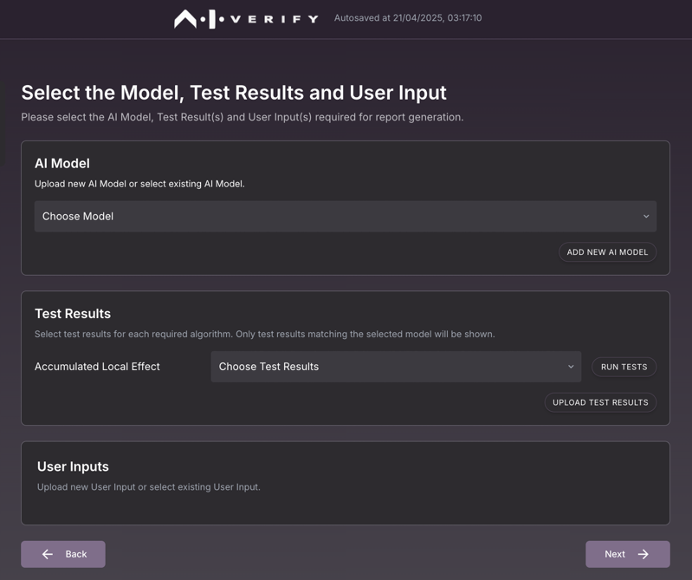 AI VERIFY
Autosaved at 21/04/2025, 03:17:10
Select the Model, Test Results and User Input
Please select the AI Model, Test Result(s) and User Input(s) required for report generation.
AI Model
Upload new AI Model or select existing AI Model.
Choose Model
ADD NEW AI MODEL
Test Results
Select test results for each required algorithm. Only test results matching the selected model will be shown.
Accumulated Local Effect
Choose Test Results
RUN TESTS
UPLOAD TEST RESULTS
User Inputs
Upload new User Input or select existing User Input.
Back
Next